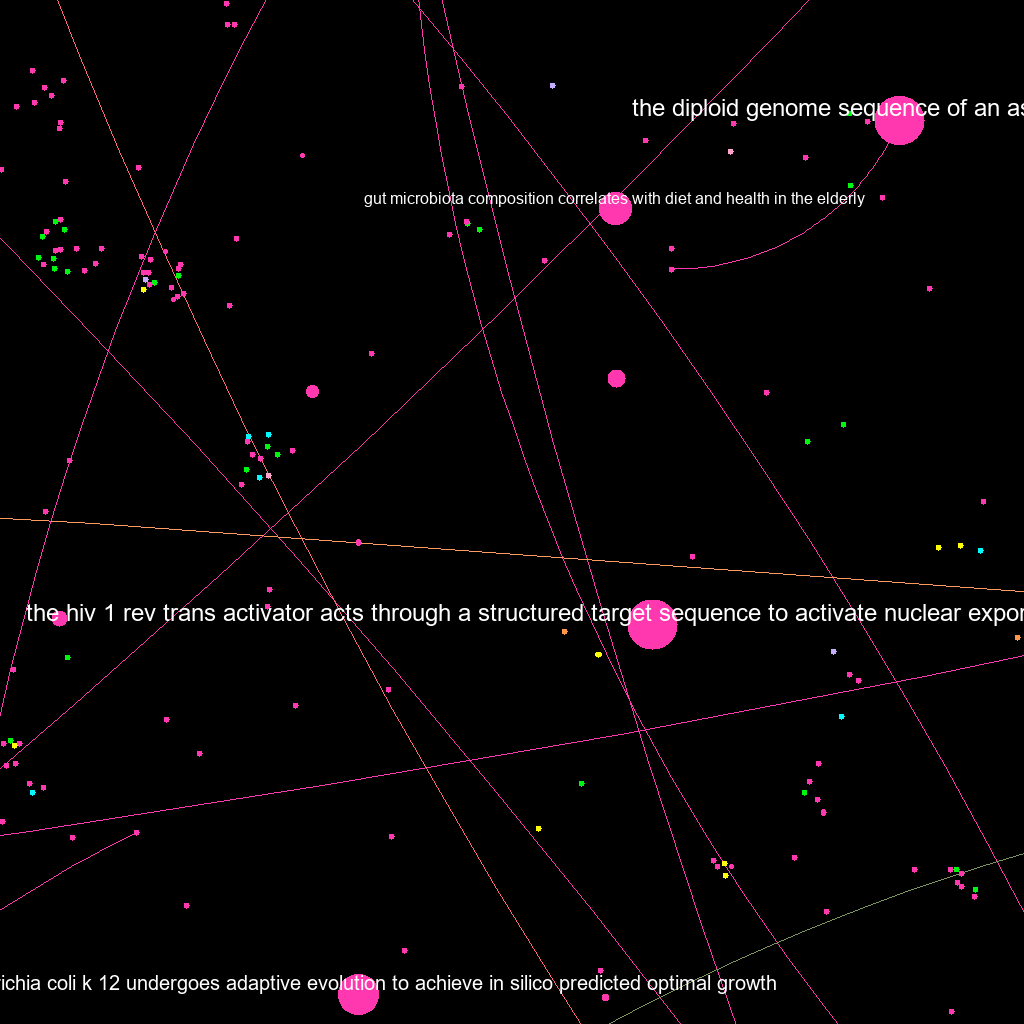 the diploid genome sequence of an as
gut microbiota composition correlates with diet and health in the elderly
the hiv 1 rev trans activator acts through a structured target sequence to activate nuclear expor
richia coli k 12 undergoes adaptive evolution to achieve in silico predicted optimal growth